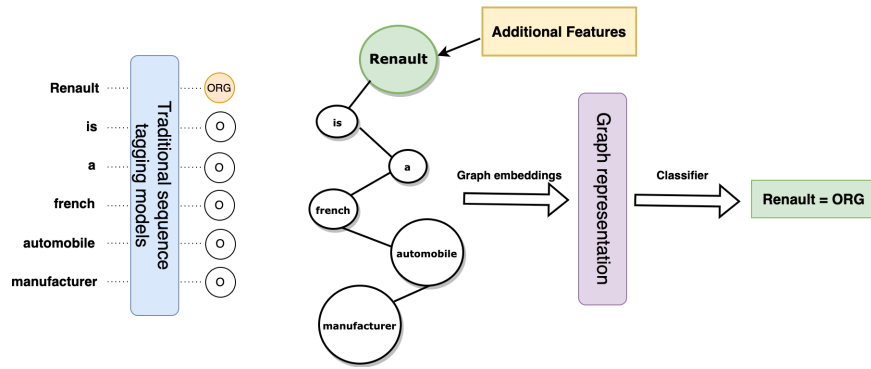 Renault
is
a
french
automobile
manufacturer
Traditional sequence
tagging models
ORG
O
O
O
O
O
Additional Features
Renault
is
a
french
automobile
manufacturer
Graph embeddings
Graph representation
Classifier
Renault = ORG